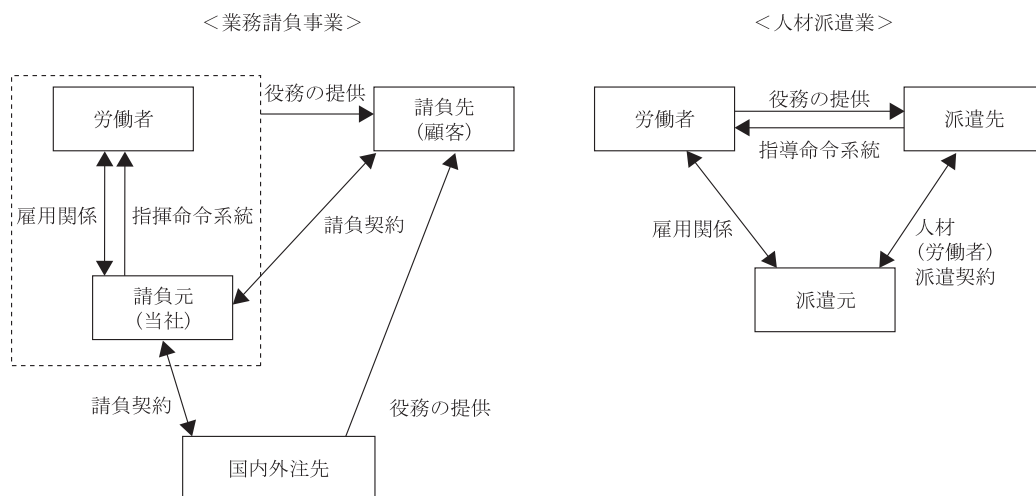 ＜業務請負事業＞
労働者
役務の提供
請負先
（顧客）
雇用関係
指揮命令系統
請負契約
請負元
（当社）
請負契約
役務の提供
国内外注先
＜人材派遣業＞
労働者
役務の提供
指導命令系統
派遣先
雇用関係
人材
（労働者）
派遣契約
派遣元